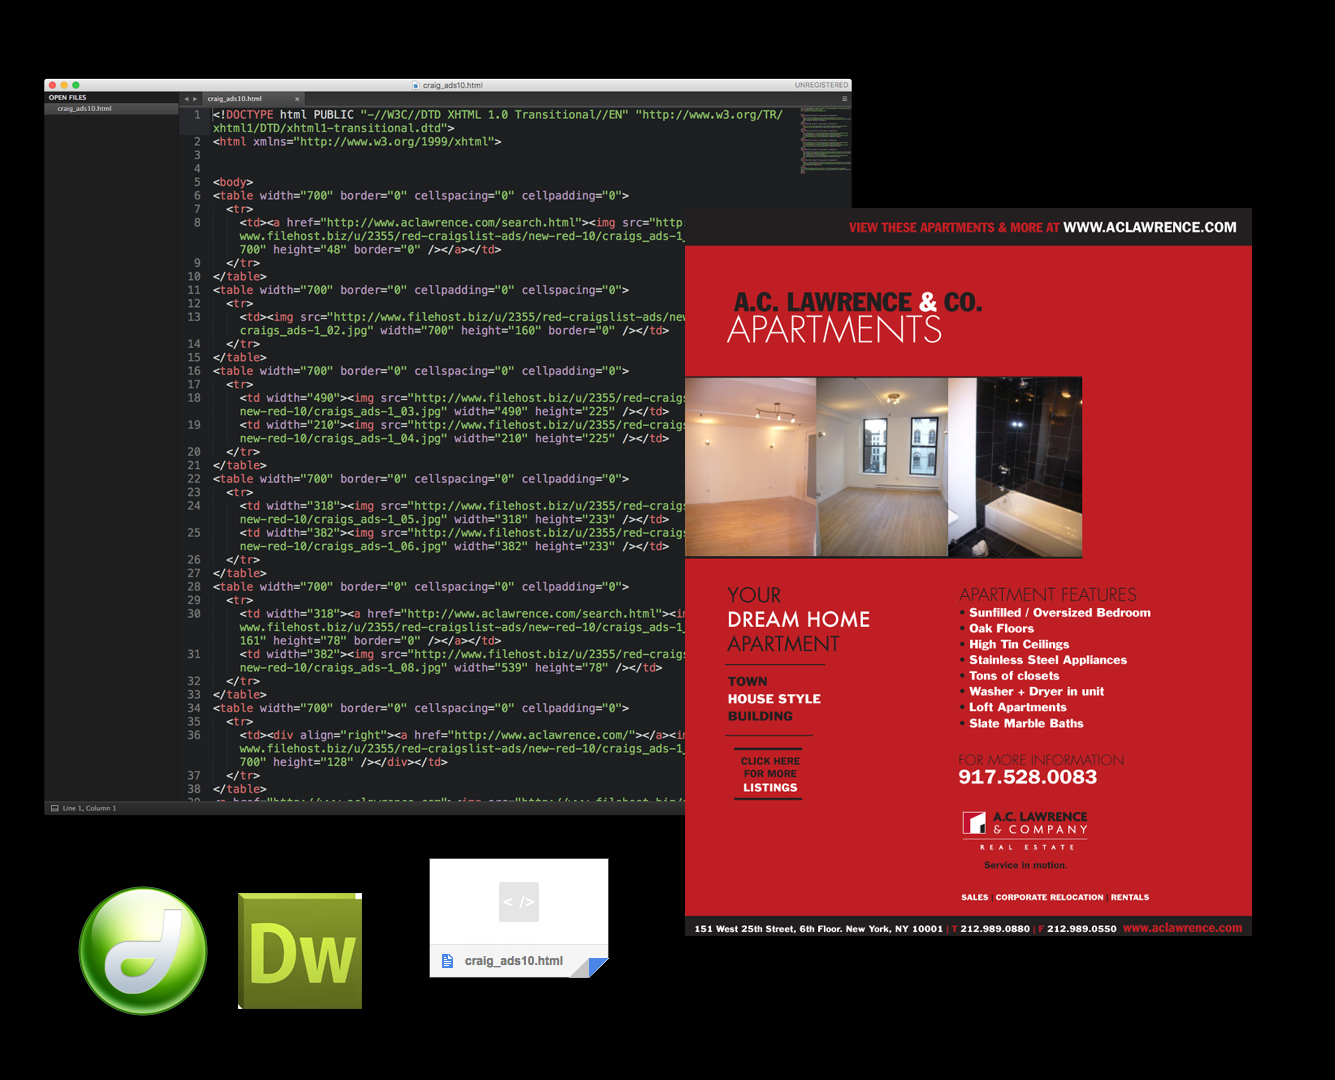 craig_ads10.html
UNREGISTERED
OPEN FILES
craig_ads10.html
craig_ads10.html
1 <!DOCTYPE html PUBLIC "-//W3C//DTD XHTML 1.0 Transitional//EN" "http://www.w3.org/TR/
xhtml1/DTD/xhtml1-transitional.dtd">
2 <html xmlns="http://www.w3.org/1999/xhtml">
3
4
5 <body>
6 <table width="700" border="0" cellspacing="0" cellpadding="0">
7 <tr>
8 <td><a href="http://www.aclawrence.com/search.html"><img src="http
www.filehost.biz/u/2355/red-craigslist-ads/new-red-10/craigs_ads-1_
700" height="48" border="0" /></a></td>
9 </tr>
10 </table>
11 <table width="700" border="0" cellpadding="0" cellspacing="0">
12 <tr>
13 <td><img src="http://www.filehost.biz/u/2355/red-craigslist-ads/new
craigs_ads-1_02.jpg" width="700" height="160" border="0" /></td>
14 </tr>
15 </table>
16 <table width="700" border="0" cellspacing="0" cellpadding="0">
17 <tr>
18 <td width="490"><img src="http://www.filehost.biz/u/2355/red-craigs
new-red-10/craigs_ads-1_03.jpg" width="490" height="225" /></td>
19 <td width="210"><img src="http://www.filehost.biz/u/2355/red-craigs
new-red-10/craigs_ads-1_04.jpg" width="210" height="225" /></td>
20 </tr>
21 </table>
22 <table width="700" border="0" cellspacing="0" cellpadding="0">
23 <tr>
24 <td width="318"><img src="http://www.filehost.biz/u/2355/red-craigs
new-red-10/craigs_ads-1_05.jpg" width="318" height="233" /></td>
25 <td width="382"><img src="http://www.filehost.biz/u/2355/red-craigs
new-red-10/craigs_ads-1_06.jpg" width="382" height="233" /></td>
26 </tr>
27 </table>
28 <table width="700" border="0" cellspacing="0" cellpadding="0">
29 <tr>
30 <td width="318"><a href="http://www.aclawrence.com/search.html"><im
www.filehost.biz/u/2355/red-craigslist-ads/new-red-10/craigs_ads-1_
161" height="78" border="0" /></a></td>
31 <td width="382"><img src="http://www.filehost.biz/u/2355/red-craigs
new-red-10/craigs_ads-1_08.jpg" width="539" height="78" /></td>
32 </tr>
33 </table>
34 <table width="700" border="0" cellspacing="0" cellpadding="0">
35 <tr>
36 <td><div align="right"><a href="http://www.aclawrence.com/"></a><im
www.filehost.biz/u/2355/red-craigslist-ads/new-red-10/craigs_ads-1_
700" height="128" /></div></td>
37 </tr>
38 </table>
Line 1, Column 1
VIEW THESE APARTMENTS & MORE AT WWW.ACLAWRENCE.COM
A.C. LAWRENCE & CO.
APARTMENTS
YOUR
DREAM HOME
APARTMENT
TOWN
HOUSE STYLE
BUILDING
CLICK HERE
FOR MORE
LISTINGS
APARTMENT FEATURES
• Sunfilled / Oversized Bedroom
• Oak Floors
• High Tin Ceilings
• Stainless Steel Appliances
• Tons of closets
• Washer + Dryer in unit
• Loft Apartments
• Slate Marble Baths
FOR MORE INFORMATION
917.528.0083
A.C. LAWRENCE
& COMPANY
REAL ESTATE
Service in motion.
SALES | CORPORATE RELOCATION | RENTALS
151 West 25th Street, 6th Floor. New York, NY 10001 | T 212.989.0880 | F 212.989.0550 www.aclawrence.com
Dw
< />
craig_ads10.html